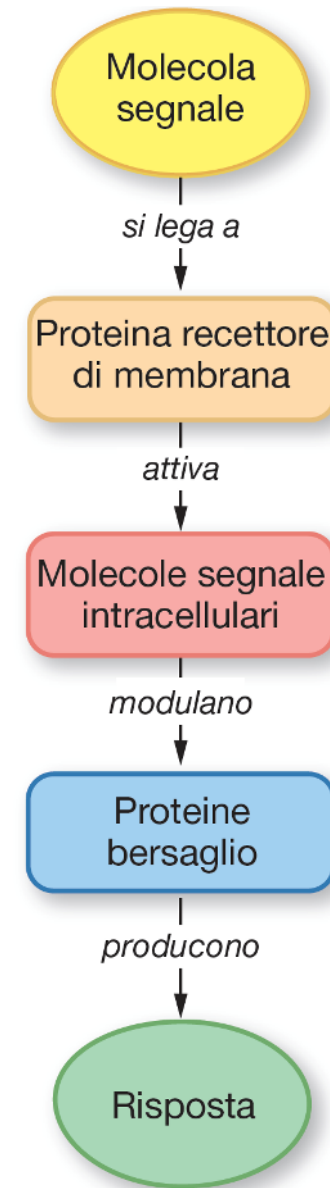 Molecola
segnale
si lega a
Proteina recettore
di membrana
attiva
Molecole segnale
intracellulari
modulano
Proteine
bersaglio
producono
Risposta